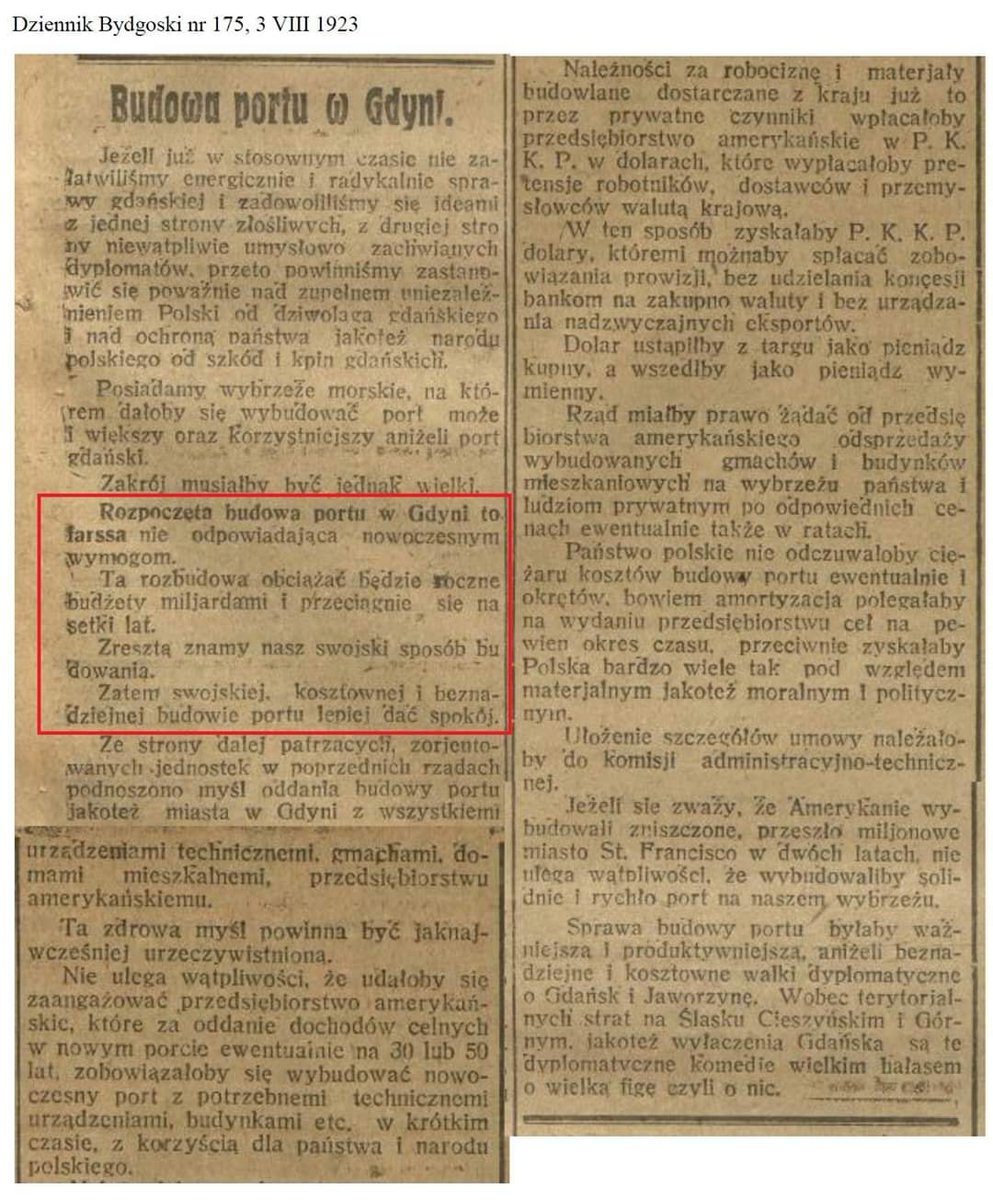 Dziennik Bydgoski nr 175, 3 VIII 1923
Budowa portu w Gdyni.
Jeżeli już w stosownym czasie nie za-
łatwiliśmy energicznie i radykalnie spra-
wy gdańskiej i zadowoliliśmy się ideami
z jednej strony złośliwych, z drugiej stro
ny niewątpliwie umysłowo zachwianych
dyplomatów, przeto powinniśmy zastano-
wić się poważnie nad zupełnem uniezależ-
nieniem Polski od dziwoląga gdańskiego
i nad ochroną państwa jakoteż narodu
polskiego od szkód i kpin gdańskich.
Posiadamy wybrzeże morskie, na któ-
rem dałoby się wybudować port może
i większy oraz korzystniejszy aniżeli port
gdański.
Zakrój musiałby być jednak wielki.
Rozpoczęta budowa portu w Gdyni to
farssa nie odpowiadająca nowoczesnym
wymogom.
Ta rozbudowa obciążać będzie roczne
budżety miljardami i przeciągnie się na
setki lat.
Zresztą znamy nasz swojski sposób bu
dowania.
Zatem swojskiej, kosztownej i bezna-
dziejnej budowie portu lepiej dać spokój.
Ze strony dalej patrzących, zorjento-
wanych jednostek w poprzednich rządach
podnoszono myśl oddania budowy portu
jakoteż miasta w Gdyni z wszystkiemi
urządzeniami technicznemi, gmachami, do-
mami mieszkalnemi, przedsiębiorstwu
amerykańskiemu.
Ta zdrowa myśl powinna być jaknaj-
wcześniej urzeczywistnioną.
Nie ulega wątpliwości, że udałoby się
zaangażować przedsiębiorstwo amerykań-
skie, które za oddanie dochodów celnych
w nowym porcie ewentualnie na 30 lub 50
lat, zobowiązałoby się wybudować nowo-
czesny port z potrzebnemi technicznemi
urządzeniami, budynkami etc. w krótkim
czasie, z korzyścią dla państwa i narodu
polskiego.
Należności za robociznę i materjały
budowlane dostarczane z kraju już to
przez prywatne czynniki wpłacałoby
przedsiębiorstwo amerykańskie w P. K.
K. P. w dolarach, które wypłacałoby pre-
tensje robotników, dostawców i przemy-
słowców walutą krajową.
W ten sposób zyskałaby P. K. K. P.
dolary, któremi możnaby spłacać zobo-
wiązania prowizji, bez udzielania koncesji
bankom na zakupno waluty i bez urządza-
nia nadzwyczajnych eksportów.
Dolar ustąpiłby z targu jako pieniądz
kupny, a wszedłby jako pieniądz wy-
mienny.
Rząd miałby prawo żądać od przedsię
biorstwa amerykańskiego odsprzedaży
wybudowanych gmachów i budynków
mieszkaniowych na wybrzeżu państwa i
ludziom prywatnym po odpowiednich ce-
nach ewentualnie także w ratach.
Państwo polskie nie odczuwałoby cię-
żaru kosztów budowy portu ewentualnie i
okrętów, bowiem amortyzacja polegałaby
na wydaniu przedsiębiorstwu ceł na pe-
wien okres czasu, przeciwnie zyskałaby
Polska bardzo wiele tak pod względem
materjalnym jakoteż moralnym i politycz-
nym.
Ułożenie szczegółów umowy należało-
by do komisji administracyjno-technicz-
nej.
Jeżeli się zważy, że Amerykanie wy-
budowali zniszczone, przeszło miljonowe
miasto St. Francisco w dwóch latach, nie
ulega wątpliwości, że wybudowaliby soli-
dnie i rychło port na naszem wybrzeżu.
Sprawa budowy portu byłaby waż-
niejszą i produktywniejszą, aniżeli bezna-
dziejne i kosztowne walki dyplomatyczne
o Gdańsk i Jaworzynę. Wobec terytorjal-
nych strat na Śląsku Cieszyńskim i Gór-
nym, jakoteż wyłączenia Gdańska są te
dyplomatyczne komedie wielkim hałasem
o wielką figę czyli o nic.